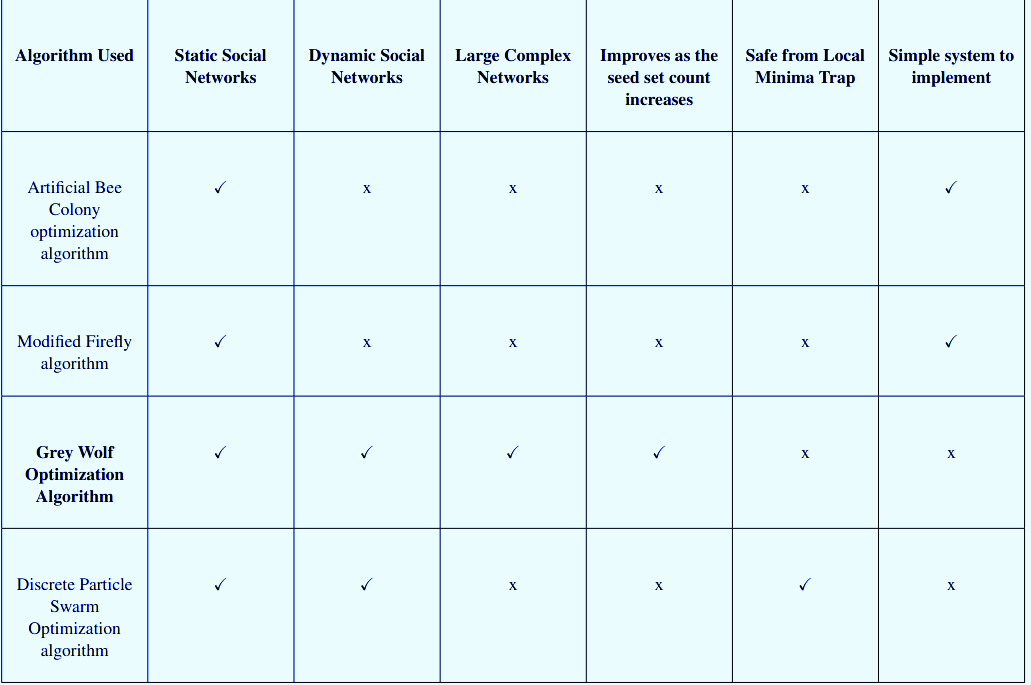 Algorithm Used
Static Social
Networks
Dynamic Social
Networks
Large Complex
Networks
Improves as the
seed set count
increases
Safe from Local
Minima Trap
Simple system to
implement
Artificial Bee
Colony
optimization
algorithm
✓ x x x x ✓
Modified Firefly
algorithm
✓ x x x x ✓
Grey Wolf
Optimization
Algorithm
✓ ✓ ✓ ✓ x x
Discrete Particle
Swarm
Optimization
algorithm
✓ ✓ x x ✓ x